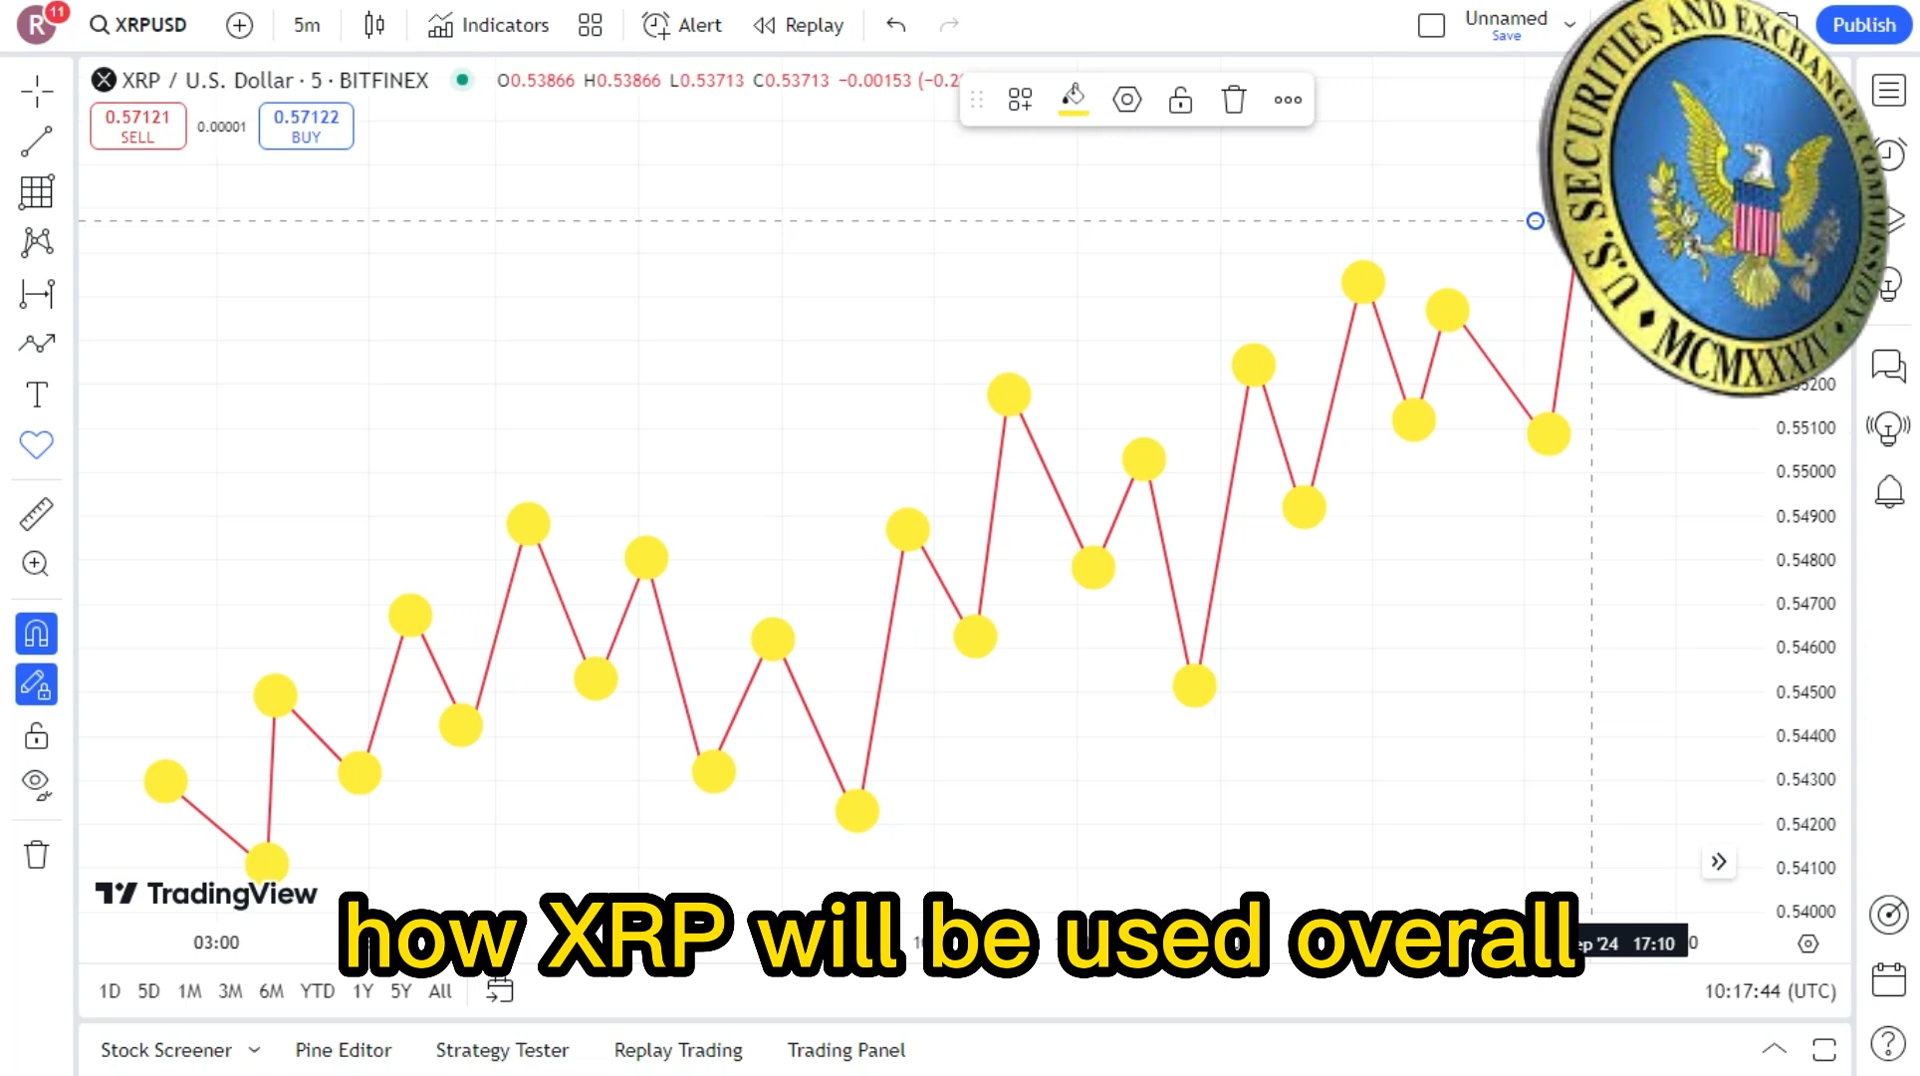 R 11 XRPUSD 5m Indicators Alert Replay Unnamed Save Publish
XRP / U.S. Dollar · 5 · BITFINEX O0.53866 H0.53866 L0.53713 C0.53713 −0.00153
0.57121 SELL 0.00001 0.57122 BUY
U.S. SECURITIES AND EXCHANGE COMMISSION
MCMXXXIV
0.55100
0.55000
0.54900
0.54800
0.54700
0.54600
0.54500
0.54400
0.54300
0.54200
0.54100
0.54000
TradingView
how XRP will be used overall
03:00 '24 17:10
1D 5D 1M 3M 6M YTD 1Y 5Y All 10:17:44 (UTC)
Stock Screener Pine Editor Strategy Tester Replay Trading Trading Panel